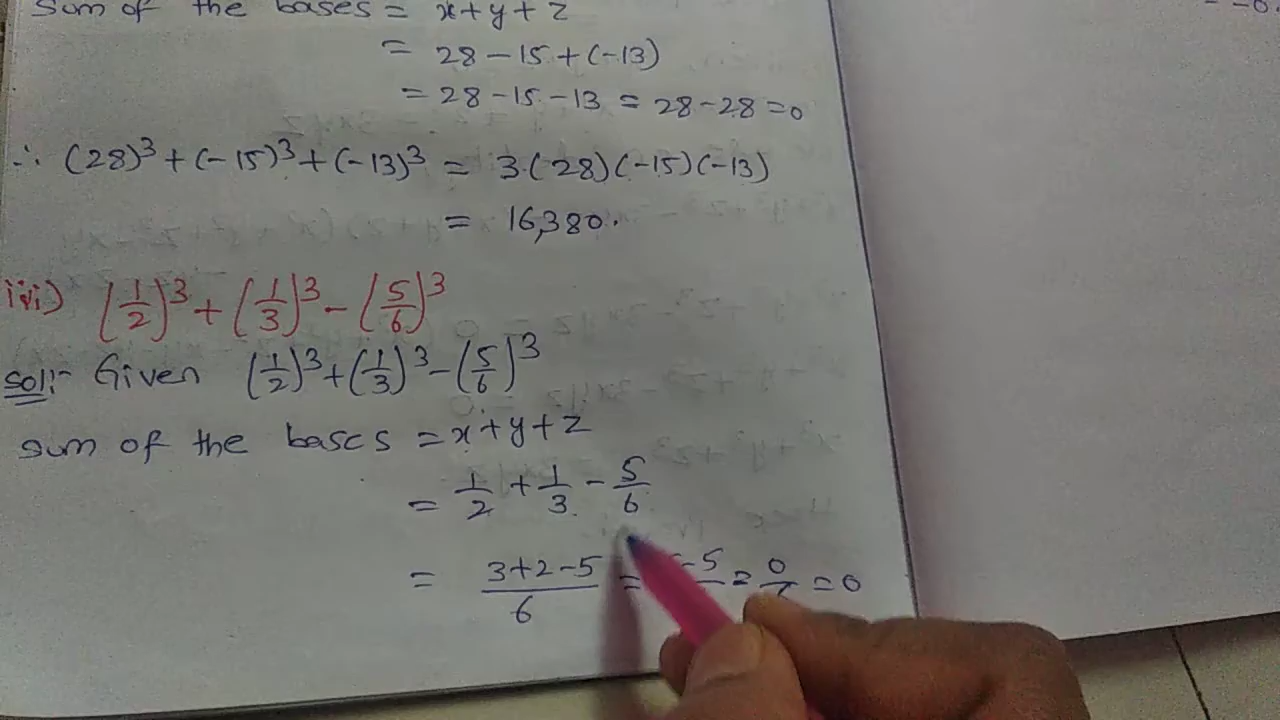 Sum of the bases = x+y+z
= 28-15+(-13)
= 28-15-13 = 28-28=0
∴ (28)³+(-15)³+(-13)³ = 3.(28)(-15)(-13)
= 16,380.
(1/2)³+(1/3)³-(5/6)³
Sol:- Given (1/2)³+(1/3)³-(5/6)³
sum of the bases = x+y+z
= 1/2 + 1/3 - 5/6
= (3+2-5)/6 = -5 = 0 = 0